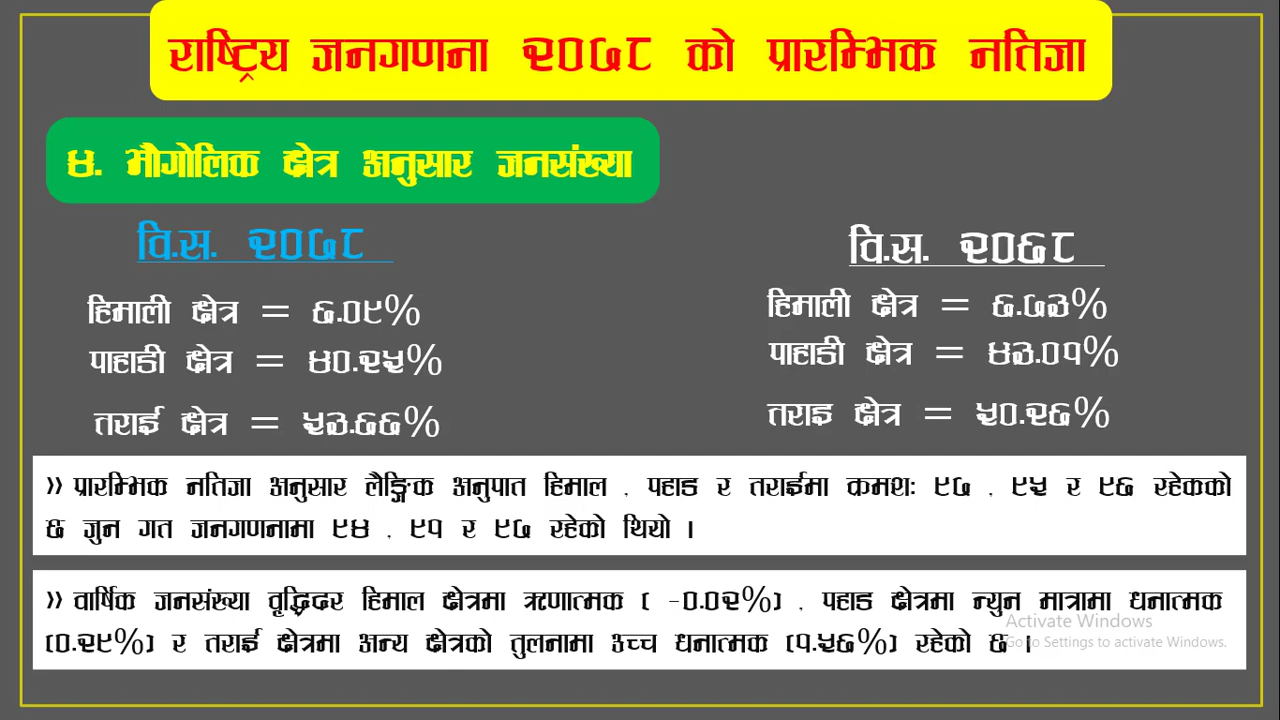 राष्ट्रिय जनगणना २०७८ को प्रारम्भिक नतिजा
४. भौगोलिक क्षेत्र अनुसार जनसंख्या
वि.स. २०७८
हिमाली क्षेत्र = ६.०९%
पाहाडी क्षेत्र = ४०.२५%
तराई क्षेत्र = ५३.६६%
वि.स. २०६८
हिमाली क्षेत्र = ६.७३%
पाहाडी क्षेत्र = ४३.०१%
तराइ क्षेत्र = ५०.२६%
» प्रारम्भिक नतिजा अनुसार लैङ्गिक अनुपात हिमाल , पहाड र तराईमा क्रमशः ९७ , ९५ र ९६ रहेकको
छ जुन गत जनगणनामा ९४ , ९१ र ९७ रहेको थियो ।
» वार्षिक जनसंख्या वृद्धिदर हिमाल क्षेत्रमा ऋणात्मक ( -०.०२%) , पहाड क्षेत्रमा न्युन मात्रामा धनात्मक
(०.२९%) र तराई क्षेत्रमा अन्य क्षेत्रको तुलनामा उच्च धनात्मक (१.५६%) रहेको छ ।
Activate Windows
Go to Settings to activate Windows.